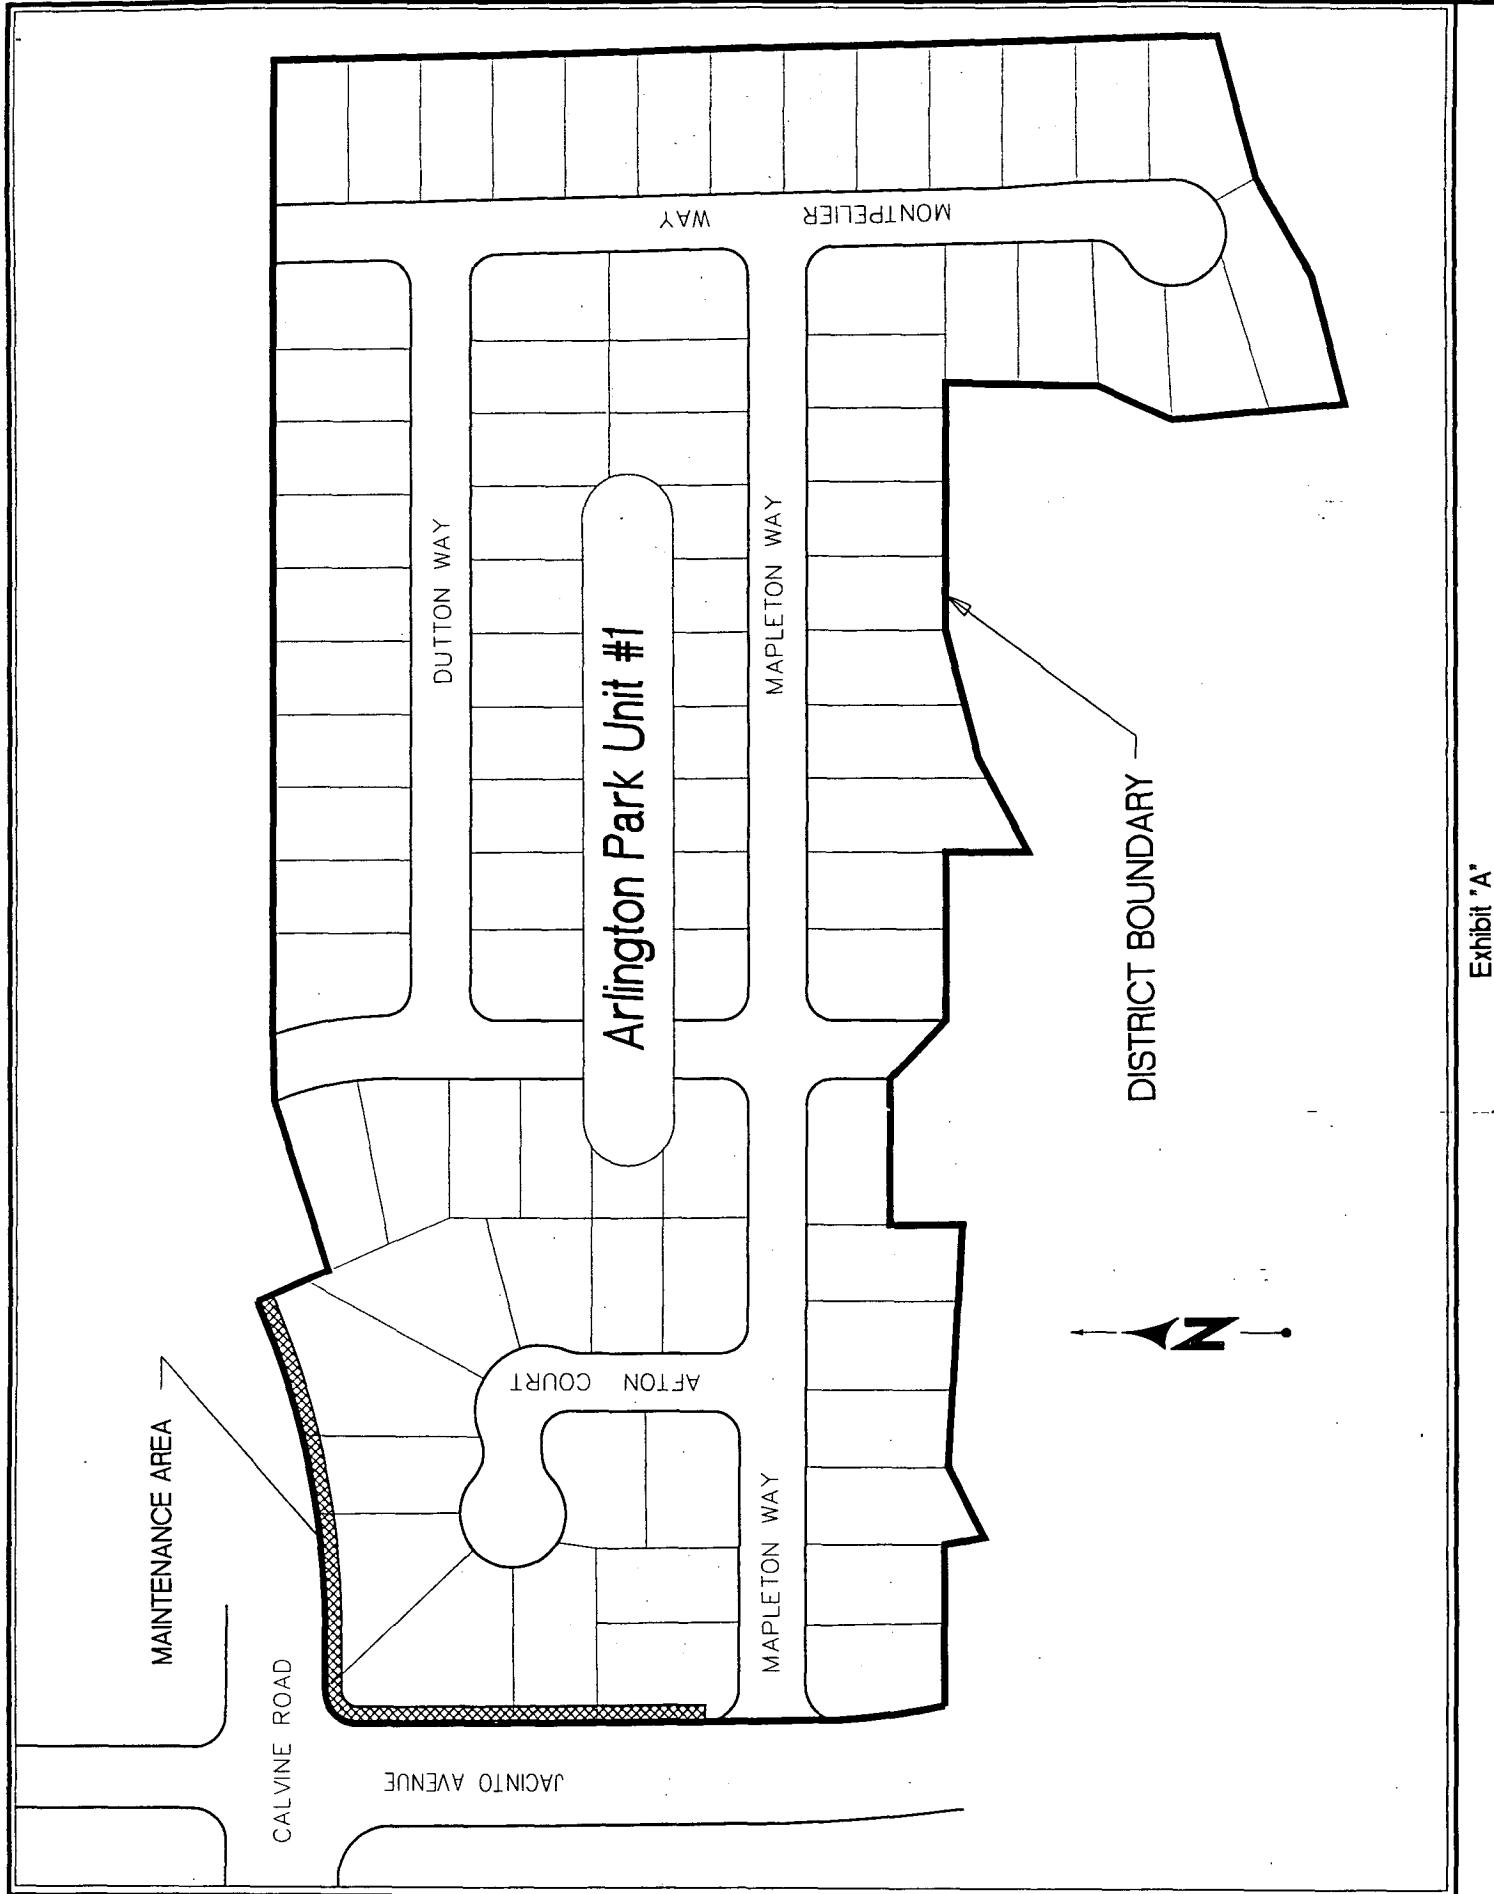 MAINTENANCE AREA
CALVINE ROAD
JACINTO AVENUE
AFTON COURT
MAPLETON WAY
DUTTON WAY
Arlington Park Unit #1
MAPLETON WAY
MONTPELIER WAY
DISTRICT BOUNDARY
N
Exhibit "A"